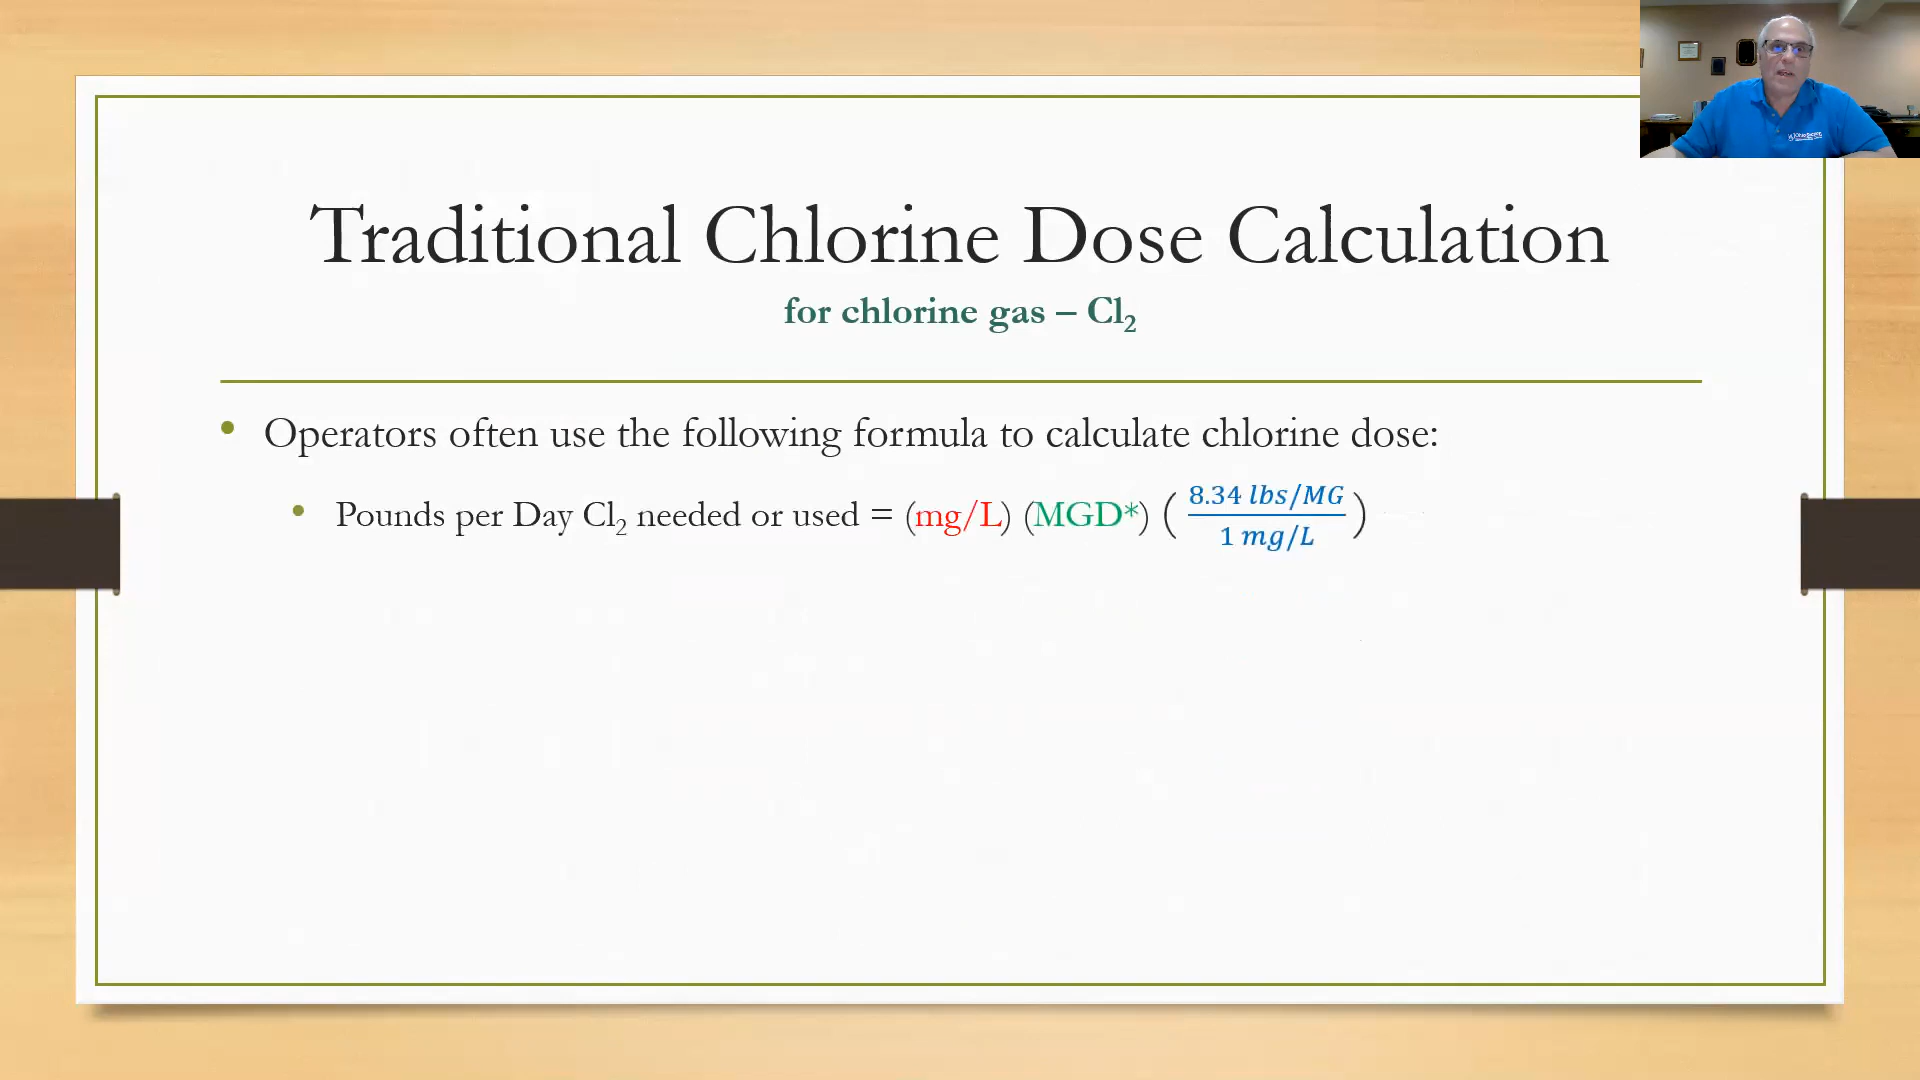 Traditional Chlorine Dose Calculation
for chlorine gas – Cl₂
• Operators often use the following formula to calculate chlorine dose:
• Pounds per Day Cl₂ needed or used = (mg/L) (MGD*) (8.34 lbs/MG / 1 mg/L)